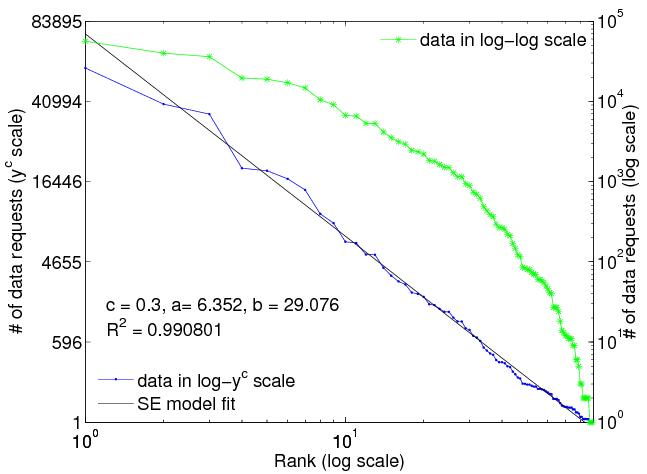 83895
40994
16446
4655
596
1
# of data requests (y^c scale)
data in log-log scale
c = 0.3, a= 6.352, b = 29.076
R^2 = 0.990801
data in log-y^c scale
SE model fit
10^5
10^4
10^3
10^2
10^1
10^0
# of data requests (log scale)
10^0
10^1
Rank (log scale)